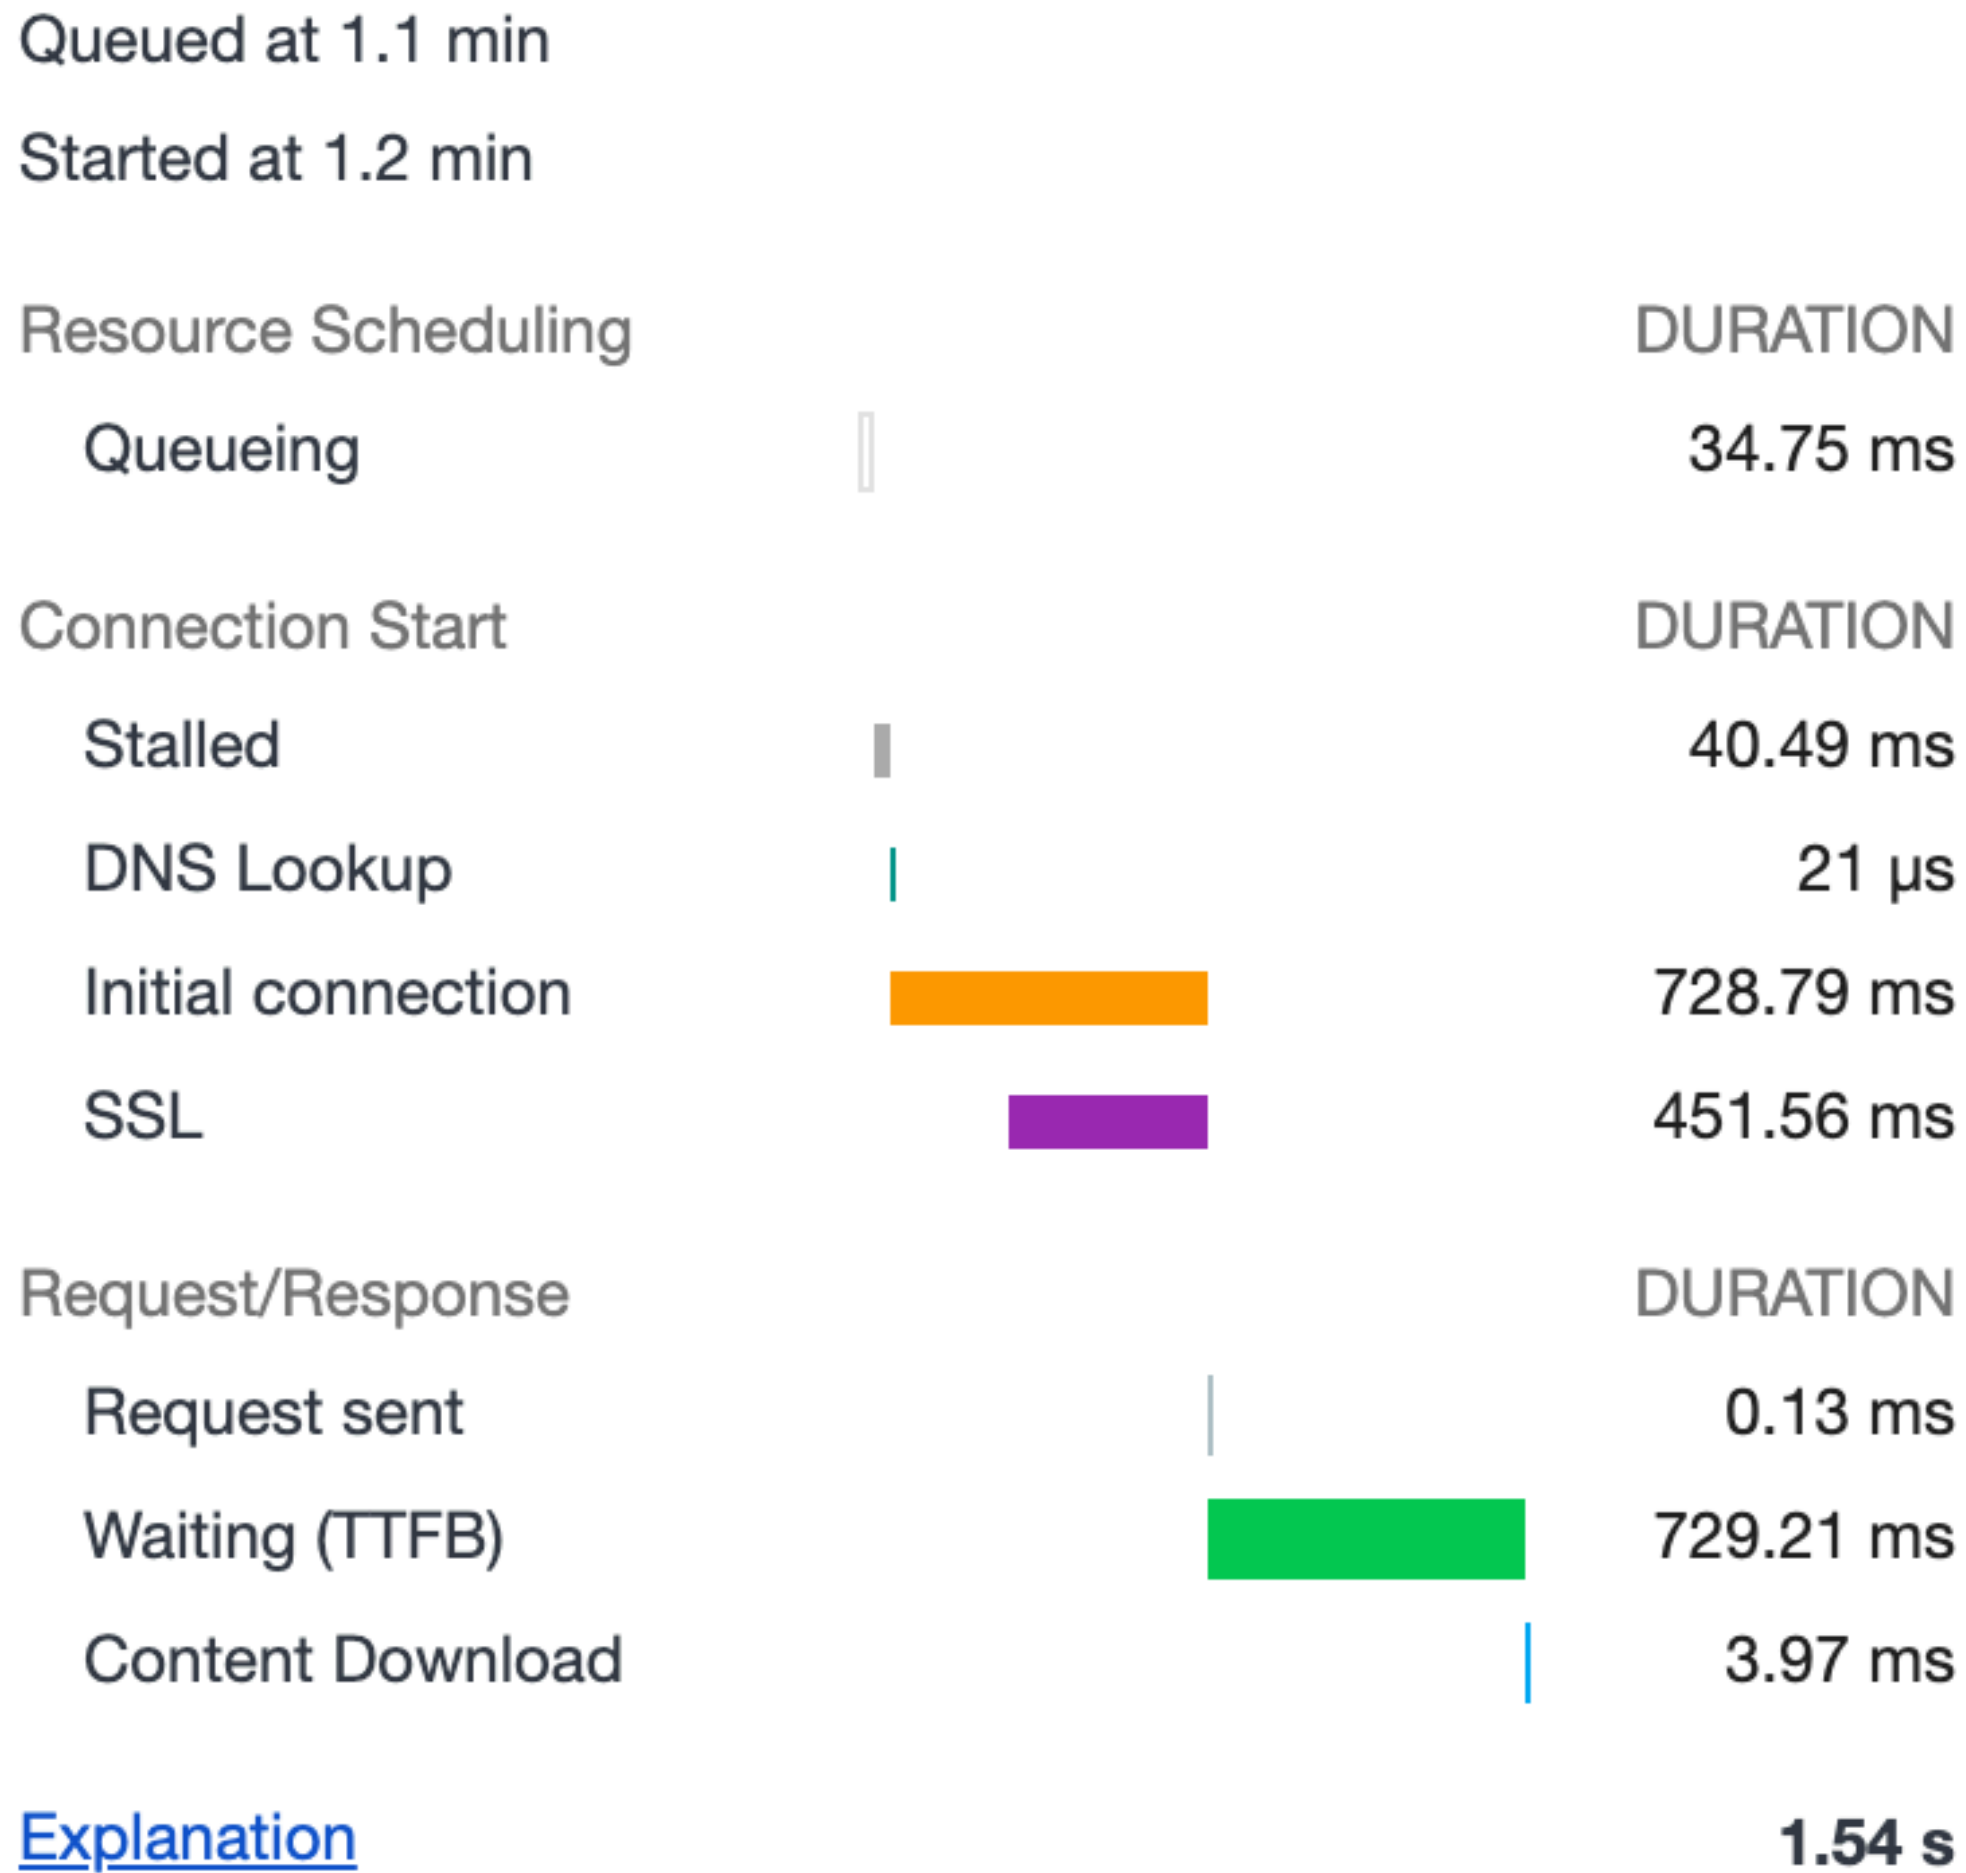 Queued at 1.1 min
Started at 1.2 min
Resource Scheduling DURATION
Queueing 34.75 ms
Connection Start DURATION
Stalled 40.49 ms
DNS Lookup 21 µs
Initial connection 728.79 ms
SSL 451.56 ms
Request/Response DURATION
Request sent 0.13 ms
Waiting (TTFB) 729.21 ms
Content Download 3.97 ms
Explanation 1.54 s